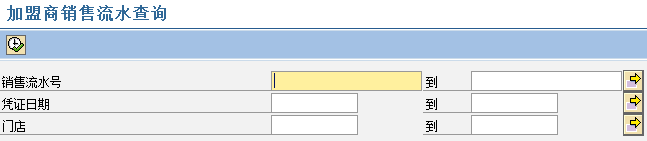 加盟商销售流水查询
销售流水号 到
凭证日期 到
门店 到